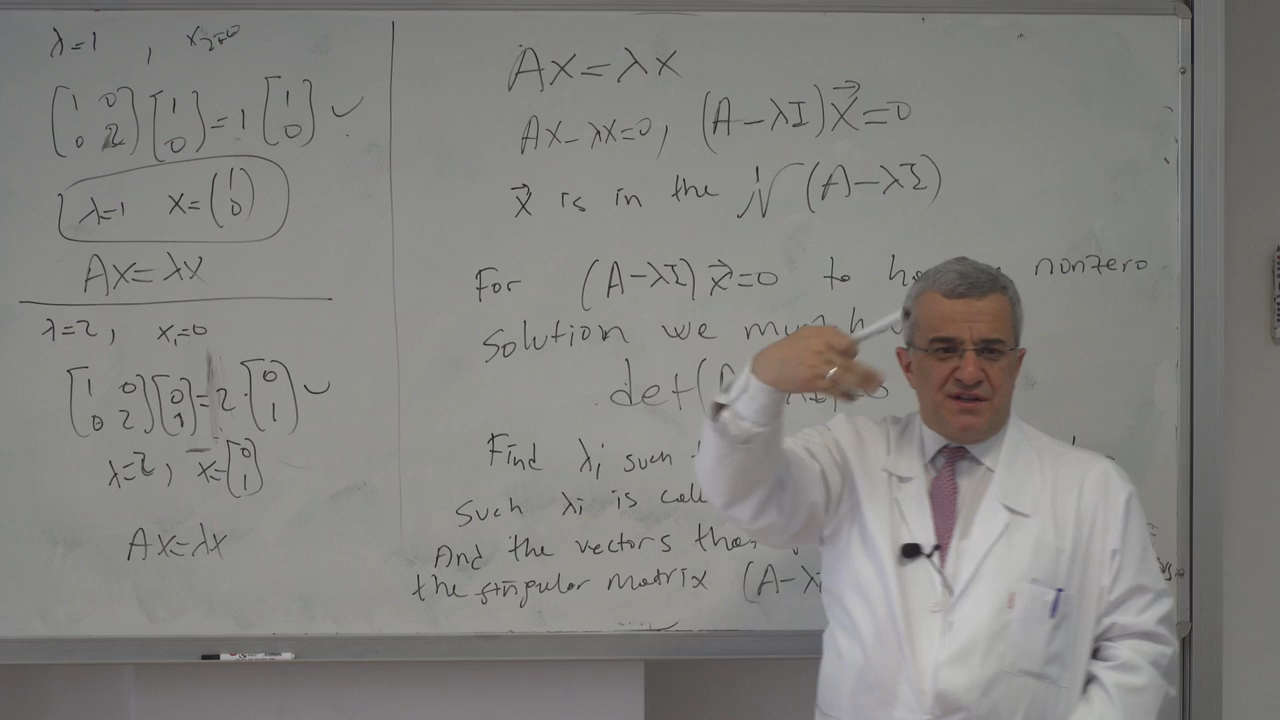 λ=1 , x₂=0
[1 0 0 2] [1 0] = 1 [1 0]
λ=1 x=(1 0)
Ax=λx
λ=2, x₁=0
[1 0 0 2] [0 1] = 2·[0 1]
λ=2, x=[0 1]
Ax=λx
Ax=λx
Ax-λx=0, (A-λI)x⃗=0
x⃗ is in the N(A-λI)
For (A-λI)x⃗=0 to nonzero
solution we must
det(
Find λi such
Such λi is
And the vectors
the singular matrix (A-λ